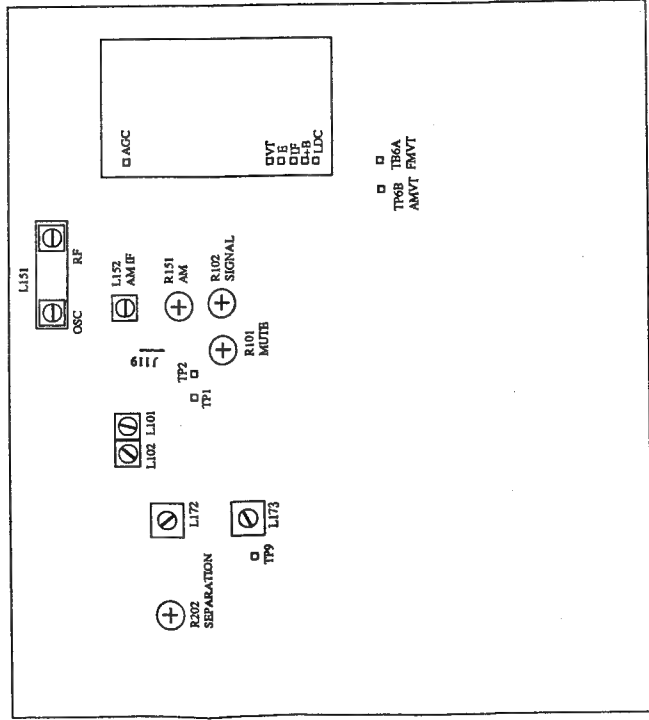 AGC
VT
E
IF
+B
LDC
TB6A
FMVT
TP6B
AMVT
L151
RF
OSC
L152
AM IF
R151
AM
R102
SIGNAL
R101
MUTE
J119
TP2
TP1
L101
L102
L172
L173
TP9
R202
SEPARATION